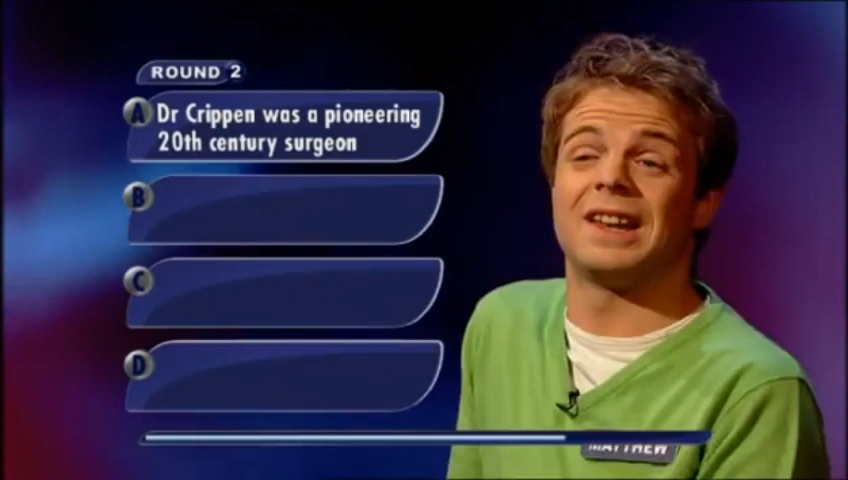 ROUND 2
A Dr Crippen was a pioneering
20th century surgeon
B
C
D
MATTHEW